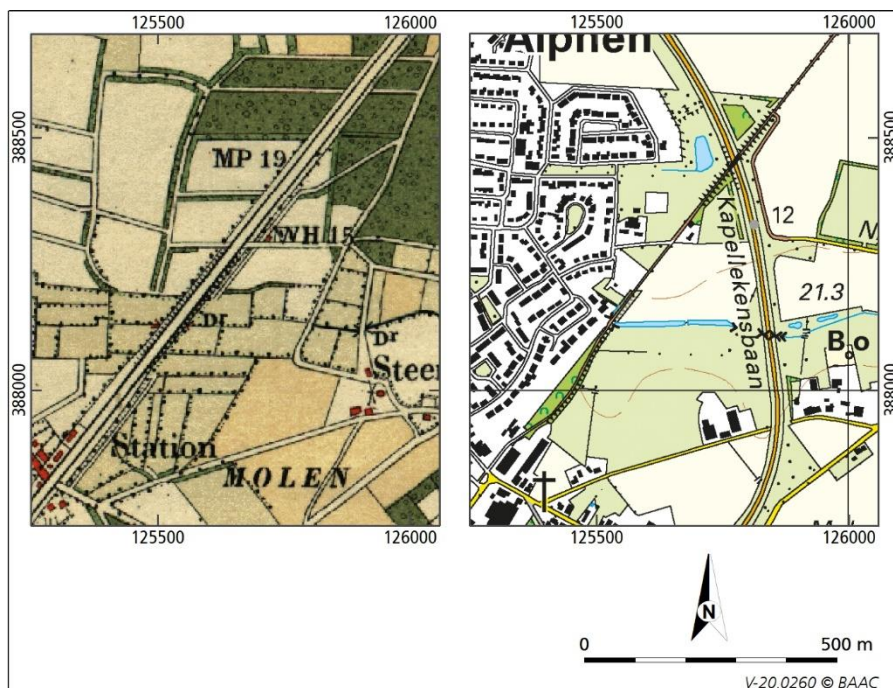 125500 126000 125500 126000
Alphen
388500
388500
MP 19
WH 15
Kapellekensbaan
12
N
21.3
Dr
Dr
B.o
Steen
388000
388000
Station
MOLEN
125500 126000 125500 126000
N
0 500 m
V-20.0260 © BAAC